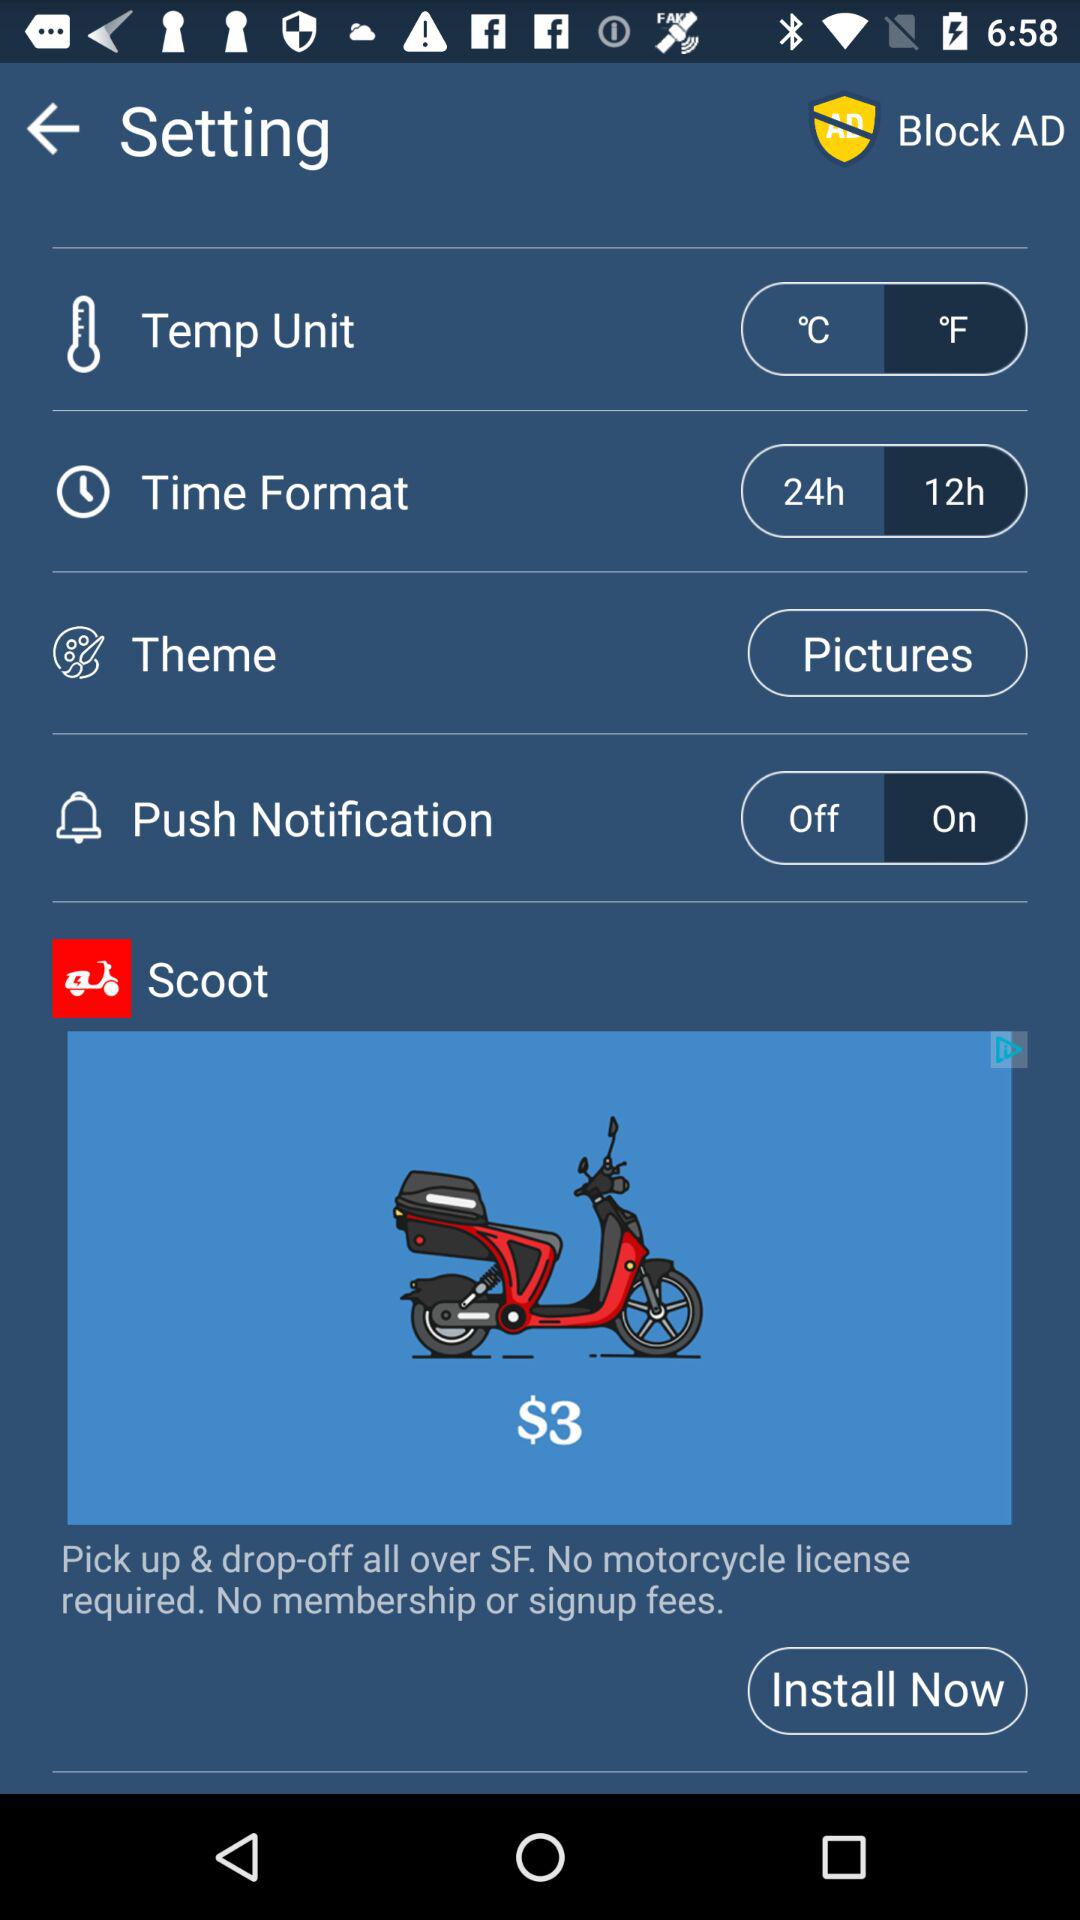 FAKE
6:58
Setting
AD Block AD
Temp Unit
°C °F
Time Format
24h 12h
Theme
Pictures
Push Notification
Off On
Scoot
$3
Pick up & drop-off all over SF. No motorcycle license
required. No membership or signup fees.
Install Now